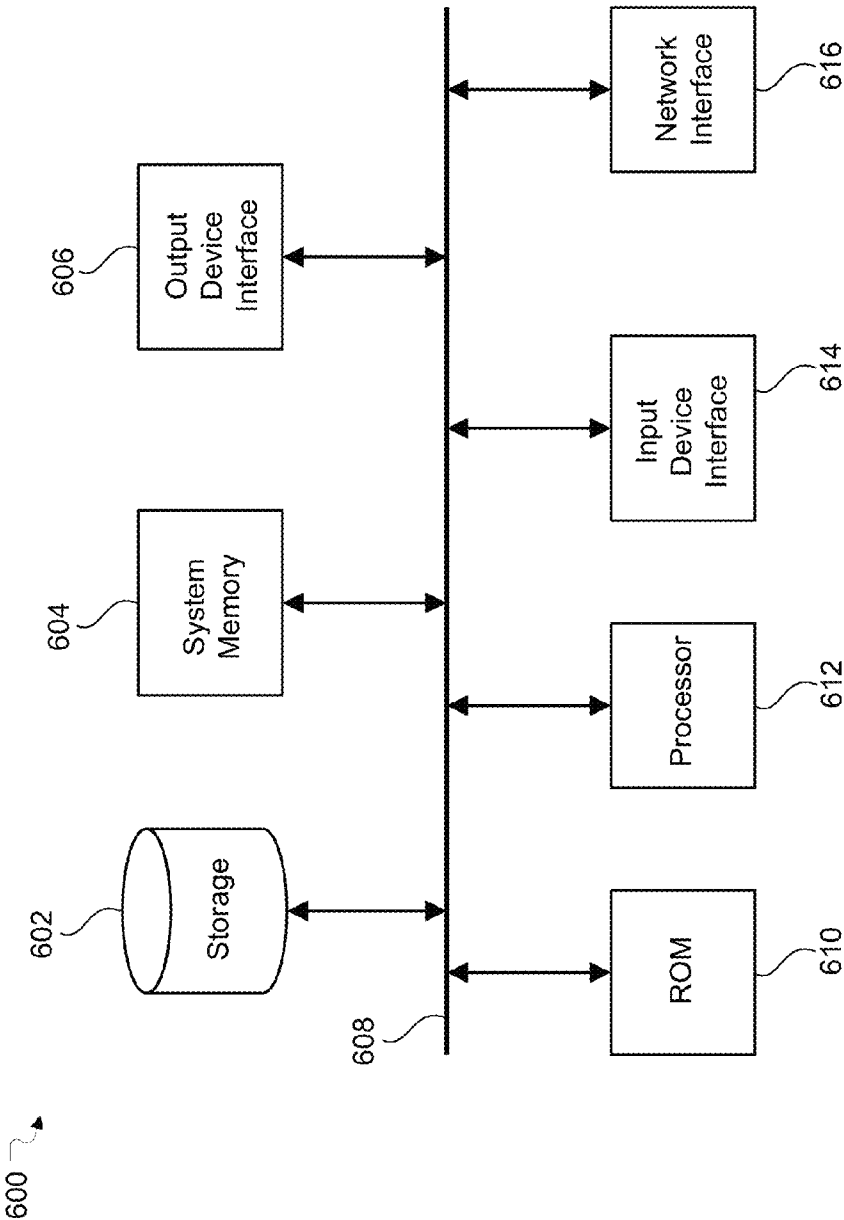 600
602
604
606
Storage
System
Memory
Output
Device
Interface
608
ROM
Processor
Input
Device
Interface
Network
Interface
610
612
614
616